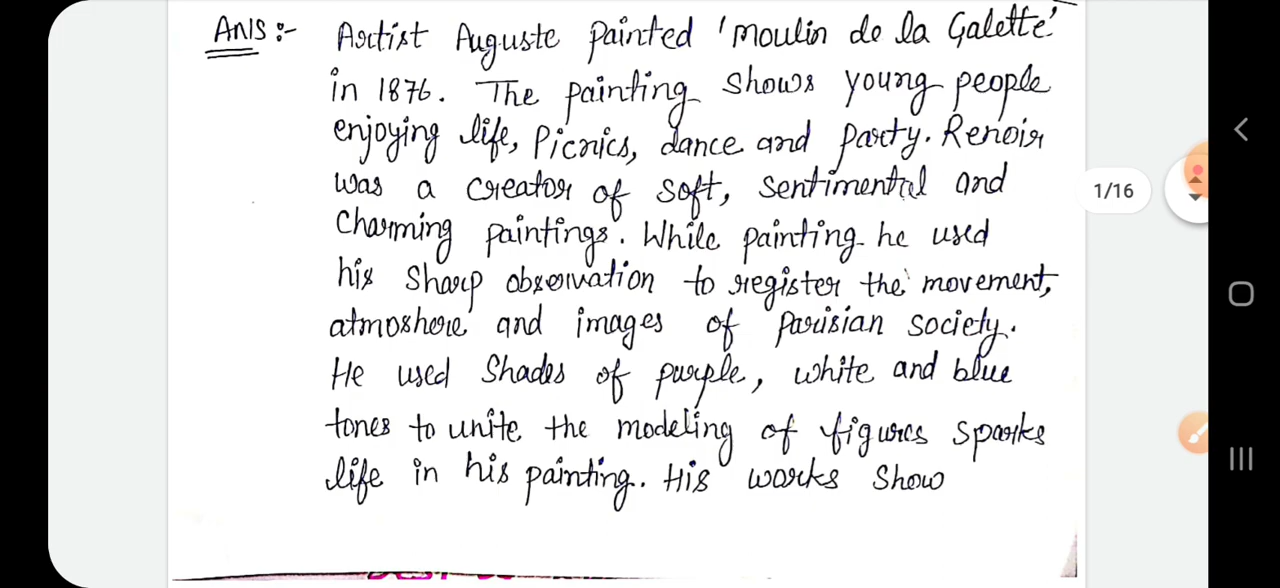 Ans :- Artist Auguste painted 'Moulin de la Galette'
in 1876. The painting shows young people
enjoying life, Picnics, dance and party. Renoir
was a creator of soft, sentimental and
charming paintings. While painting he used
his sharp observation to register the movement,
atmoshere and images of Parisian society.
He used shades of purple, white and blue
tones to unite the modeling of figures sparks
life in his painting. His works show
1/16